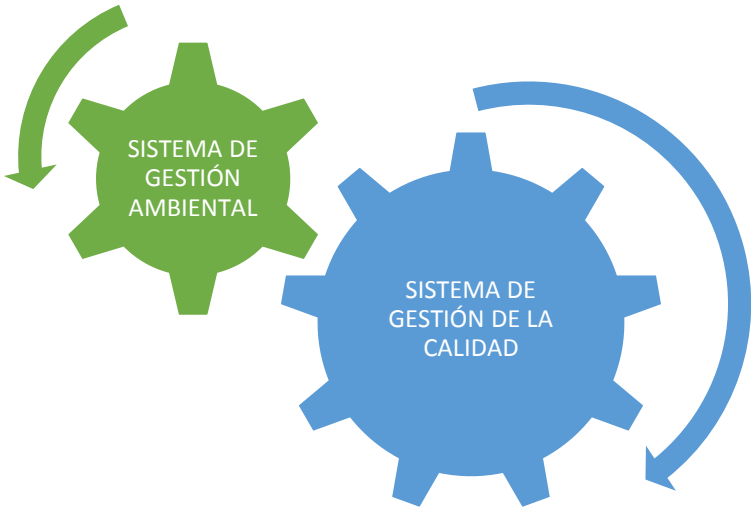 SISTEMA DE
GESTIÓN
AMBIENTAL
SISTEMA DE
GESTIÓN DE LA
CALIDAD